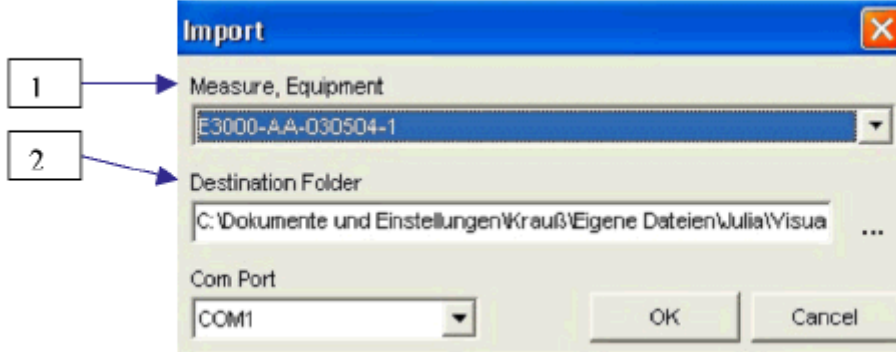 Import
1
Measure, Equipment
E3000-AA-030504-1
2
Destination Folder
C:\Dokumente und Einstellungen\Krauß\Eigene Dateien\Julia\Visua
...
Com Port
COM1
OK
Cancel